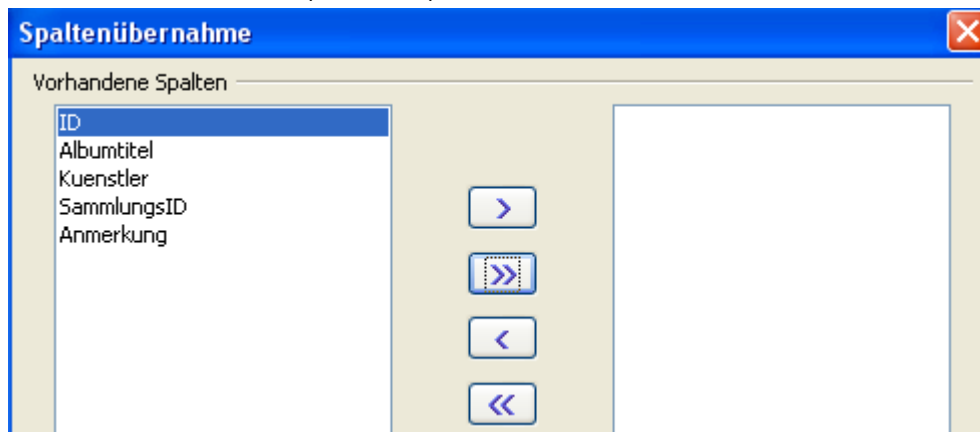 Spaltenübernahme
Vorhandene Spalten
ID
Albumtitel
Kuenstler
SammlungsID
Anmerkung
>
>>
<
<<